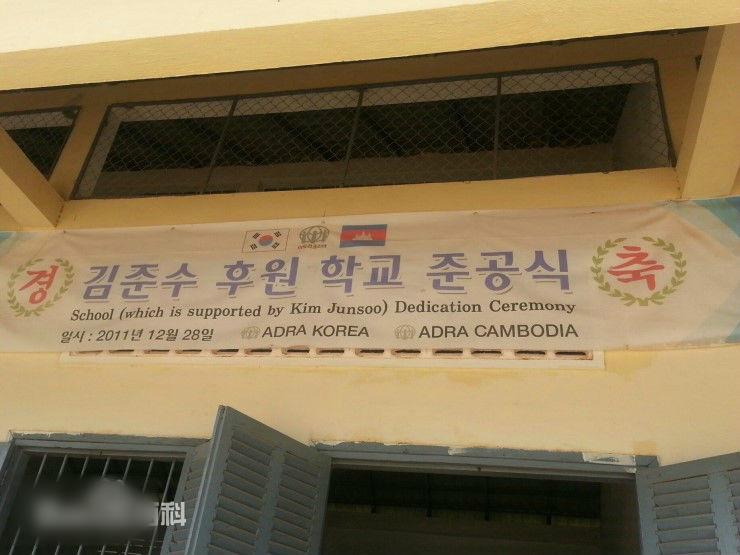 경 김준수 후원 학교 준공식 축
School (which is supported by Kim Junsoo) Dedication Ceremony
일시 : 2011년 12월 28일 ADRA KOREA ADRA CAMBODIA
科